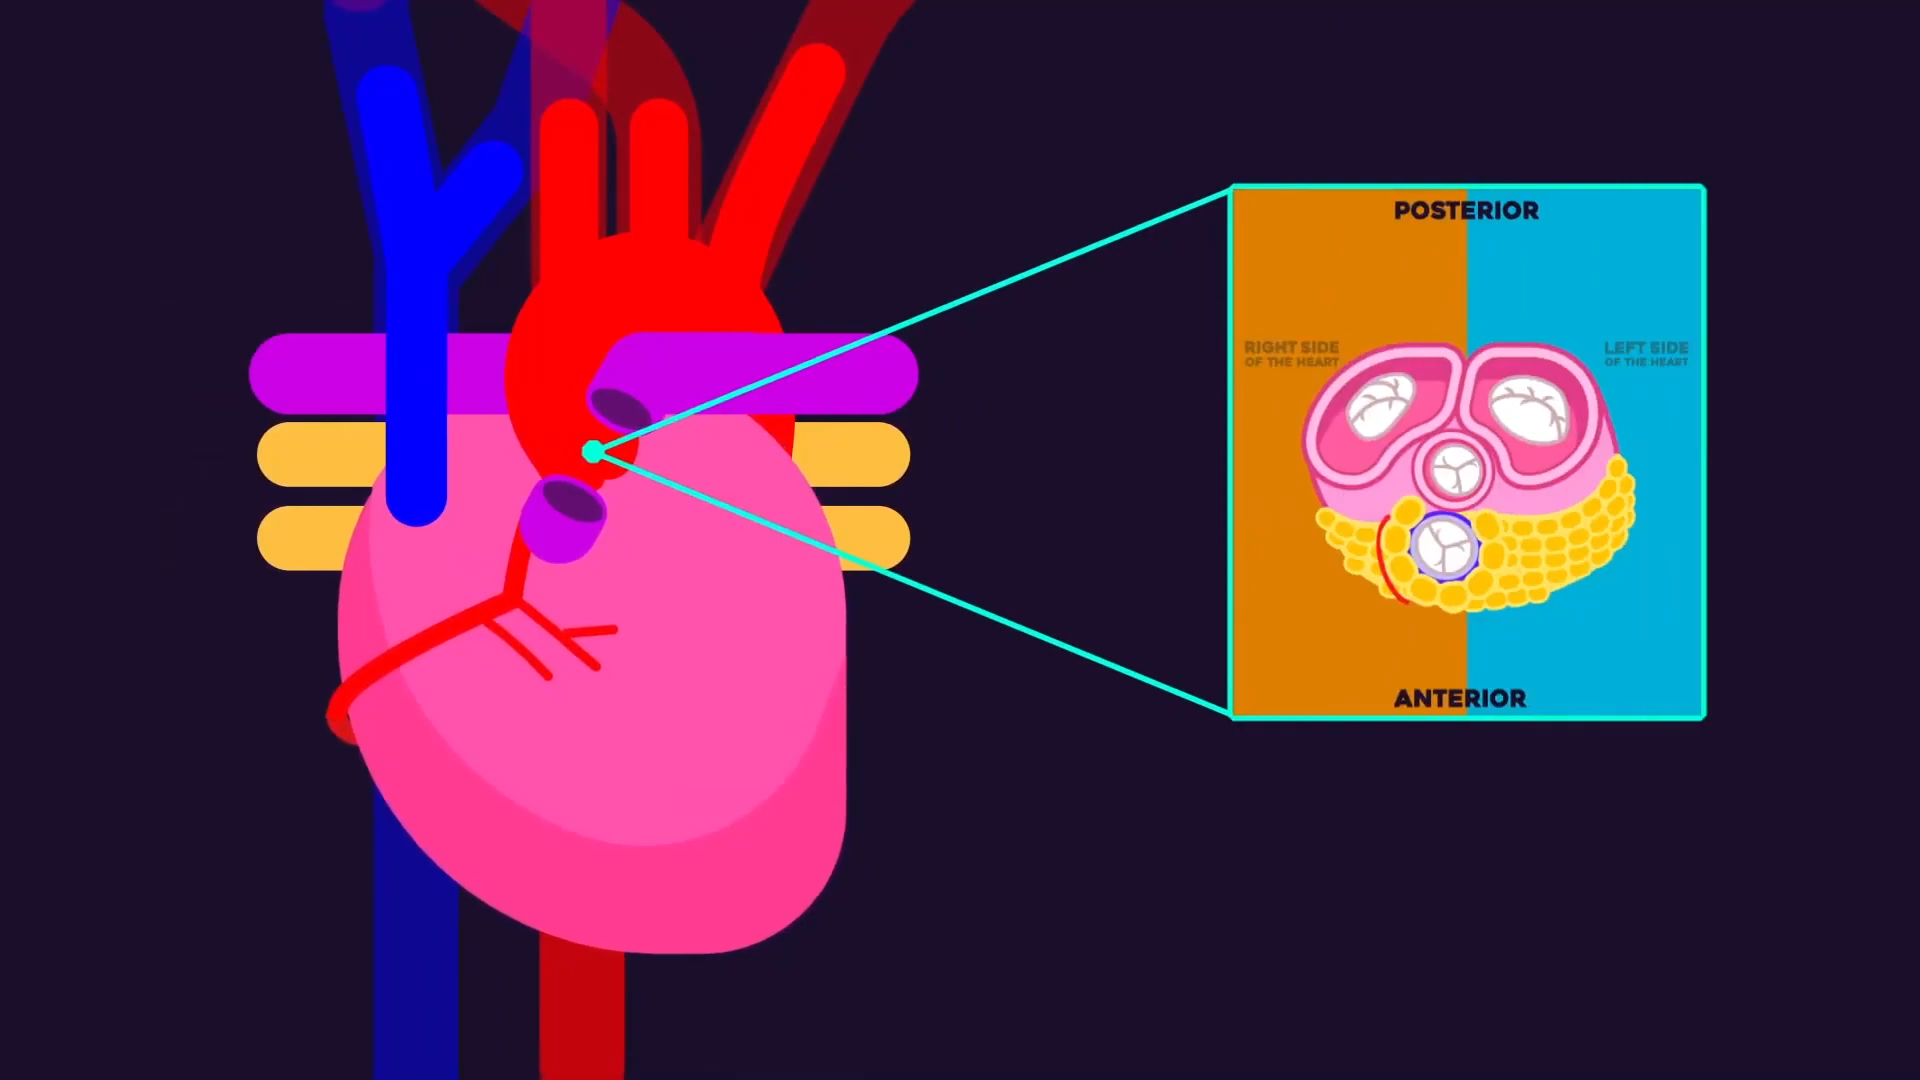 POSTERIOR
RIGHT SIDE
OF THE HEART
LEFT SIDE
OF THE HEART
ANTERIOR